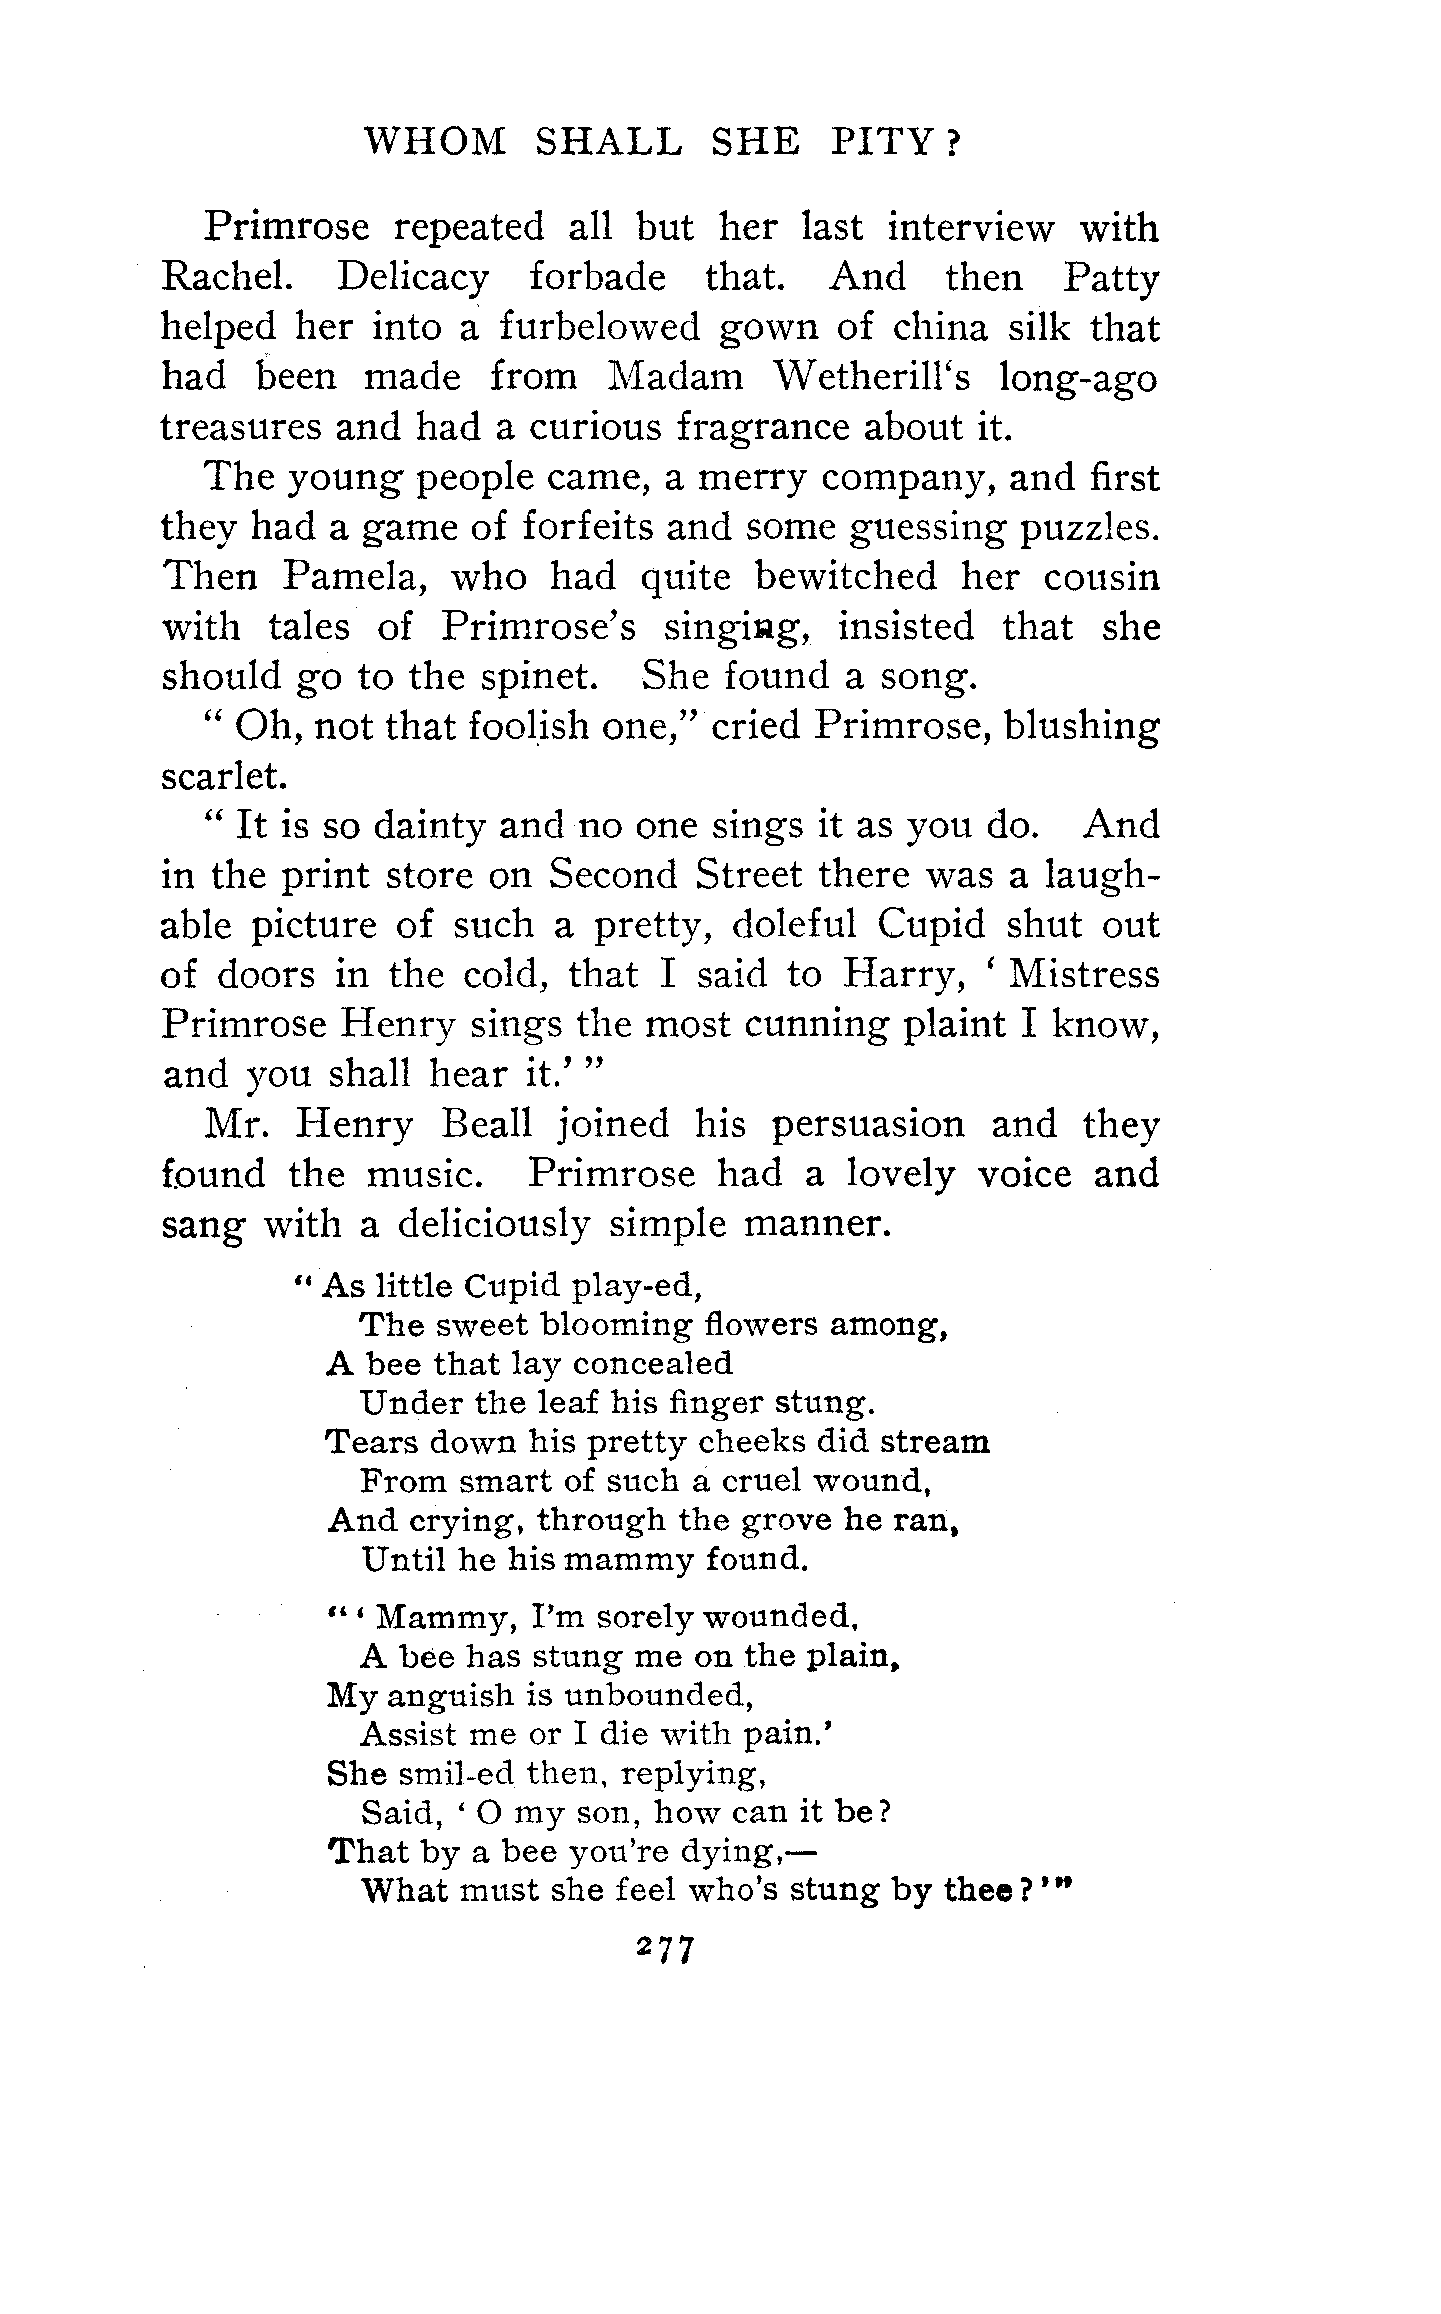 WHOM SHALL SHE PITY?
Primrose repeated all but her last interview with
Rachel. Delicacy forbade that. And then Patty
helped her into a furbelowed gown of china silk that
had been made from Madam Wetherill‘s long-ago
treasures and had a curious fragrance about it.
The young people came, a merry company, and first
they had a game of forfeits and some guessing puzzles.
Then Pamela, who had quite bewitched her cousin
with tales of Primrose’s singing, insisted that she
should go to the spinet. She found a song.
“ Oh, not that foolish one,” cried Primrose, blushing
scarlet.
“ It is so dainty and no one sings it as you do. And
in the print store on Second Street there was a laugh-
able picture of such a pretty, doleful Cupid shut out
of doors in the cold, that I said to Harry, ‘ Mistress
Primrose Henry sings the most cunning plaint I know,
and you shall hear it.’ ”
Mr. Henry Beall joined his persuasion and they
found the music. Primrose had a lovely voice and
sang with a deliciously simple manner.
“ As little Cupid play-ed,
The sweet blooming flowers among,
A bee that lay concealed
Under the leaf his finger stung.
Tears down his pretty cheeks did stream
From smart of such a cruel wound,
And crying, through the grove he ran,
Until he his mammy found.
“ ‘ Mammy, I’m sorely wounded,
A bee has stung me on the plain,
My anguish is unbounded,
Assist me or I die with pain.’
She smil-ed then, replying,
Said, ‘ O my son, how can it be?
That by a bee you’re dying,—
What must she feel who’s stung by thee?’”
277